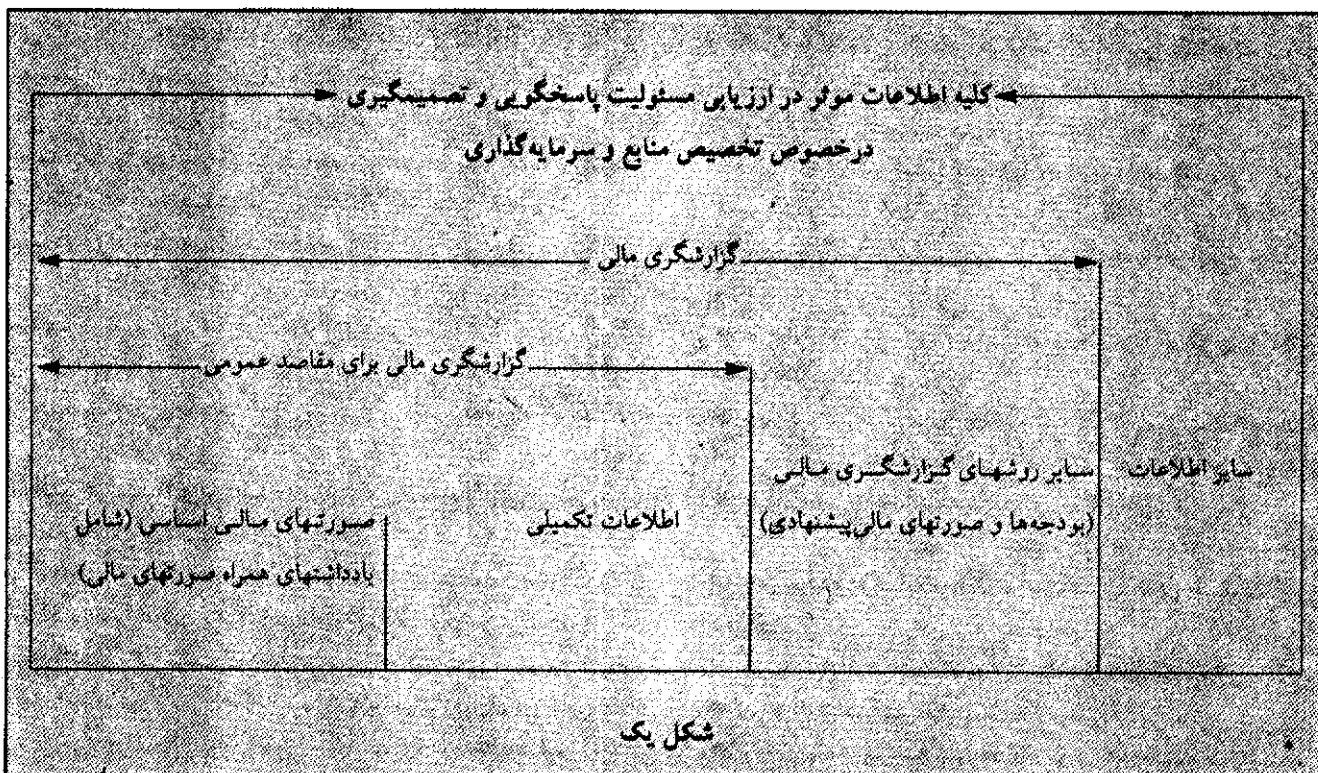 کلیه اطلاعات موثر در ارزیابی مسئولیت پاسخگویی و تصمیمگیری
درخصوص تخصیص منابع و سرمایه‌گذاری
گزارشگری مالی
گزارشگری مالی برای مقاصد عمومی
سایر اطلاعات
سایر روشهای گزارشگری مالی
(بودجه‌ها و صورتهای مالی پیشنهادی)
اطلاعات تکمیلی
صورتهای مالی اساسی (شامل
یادداشتهای همراه صورتهای مالی)
شکل یک